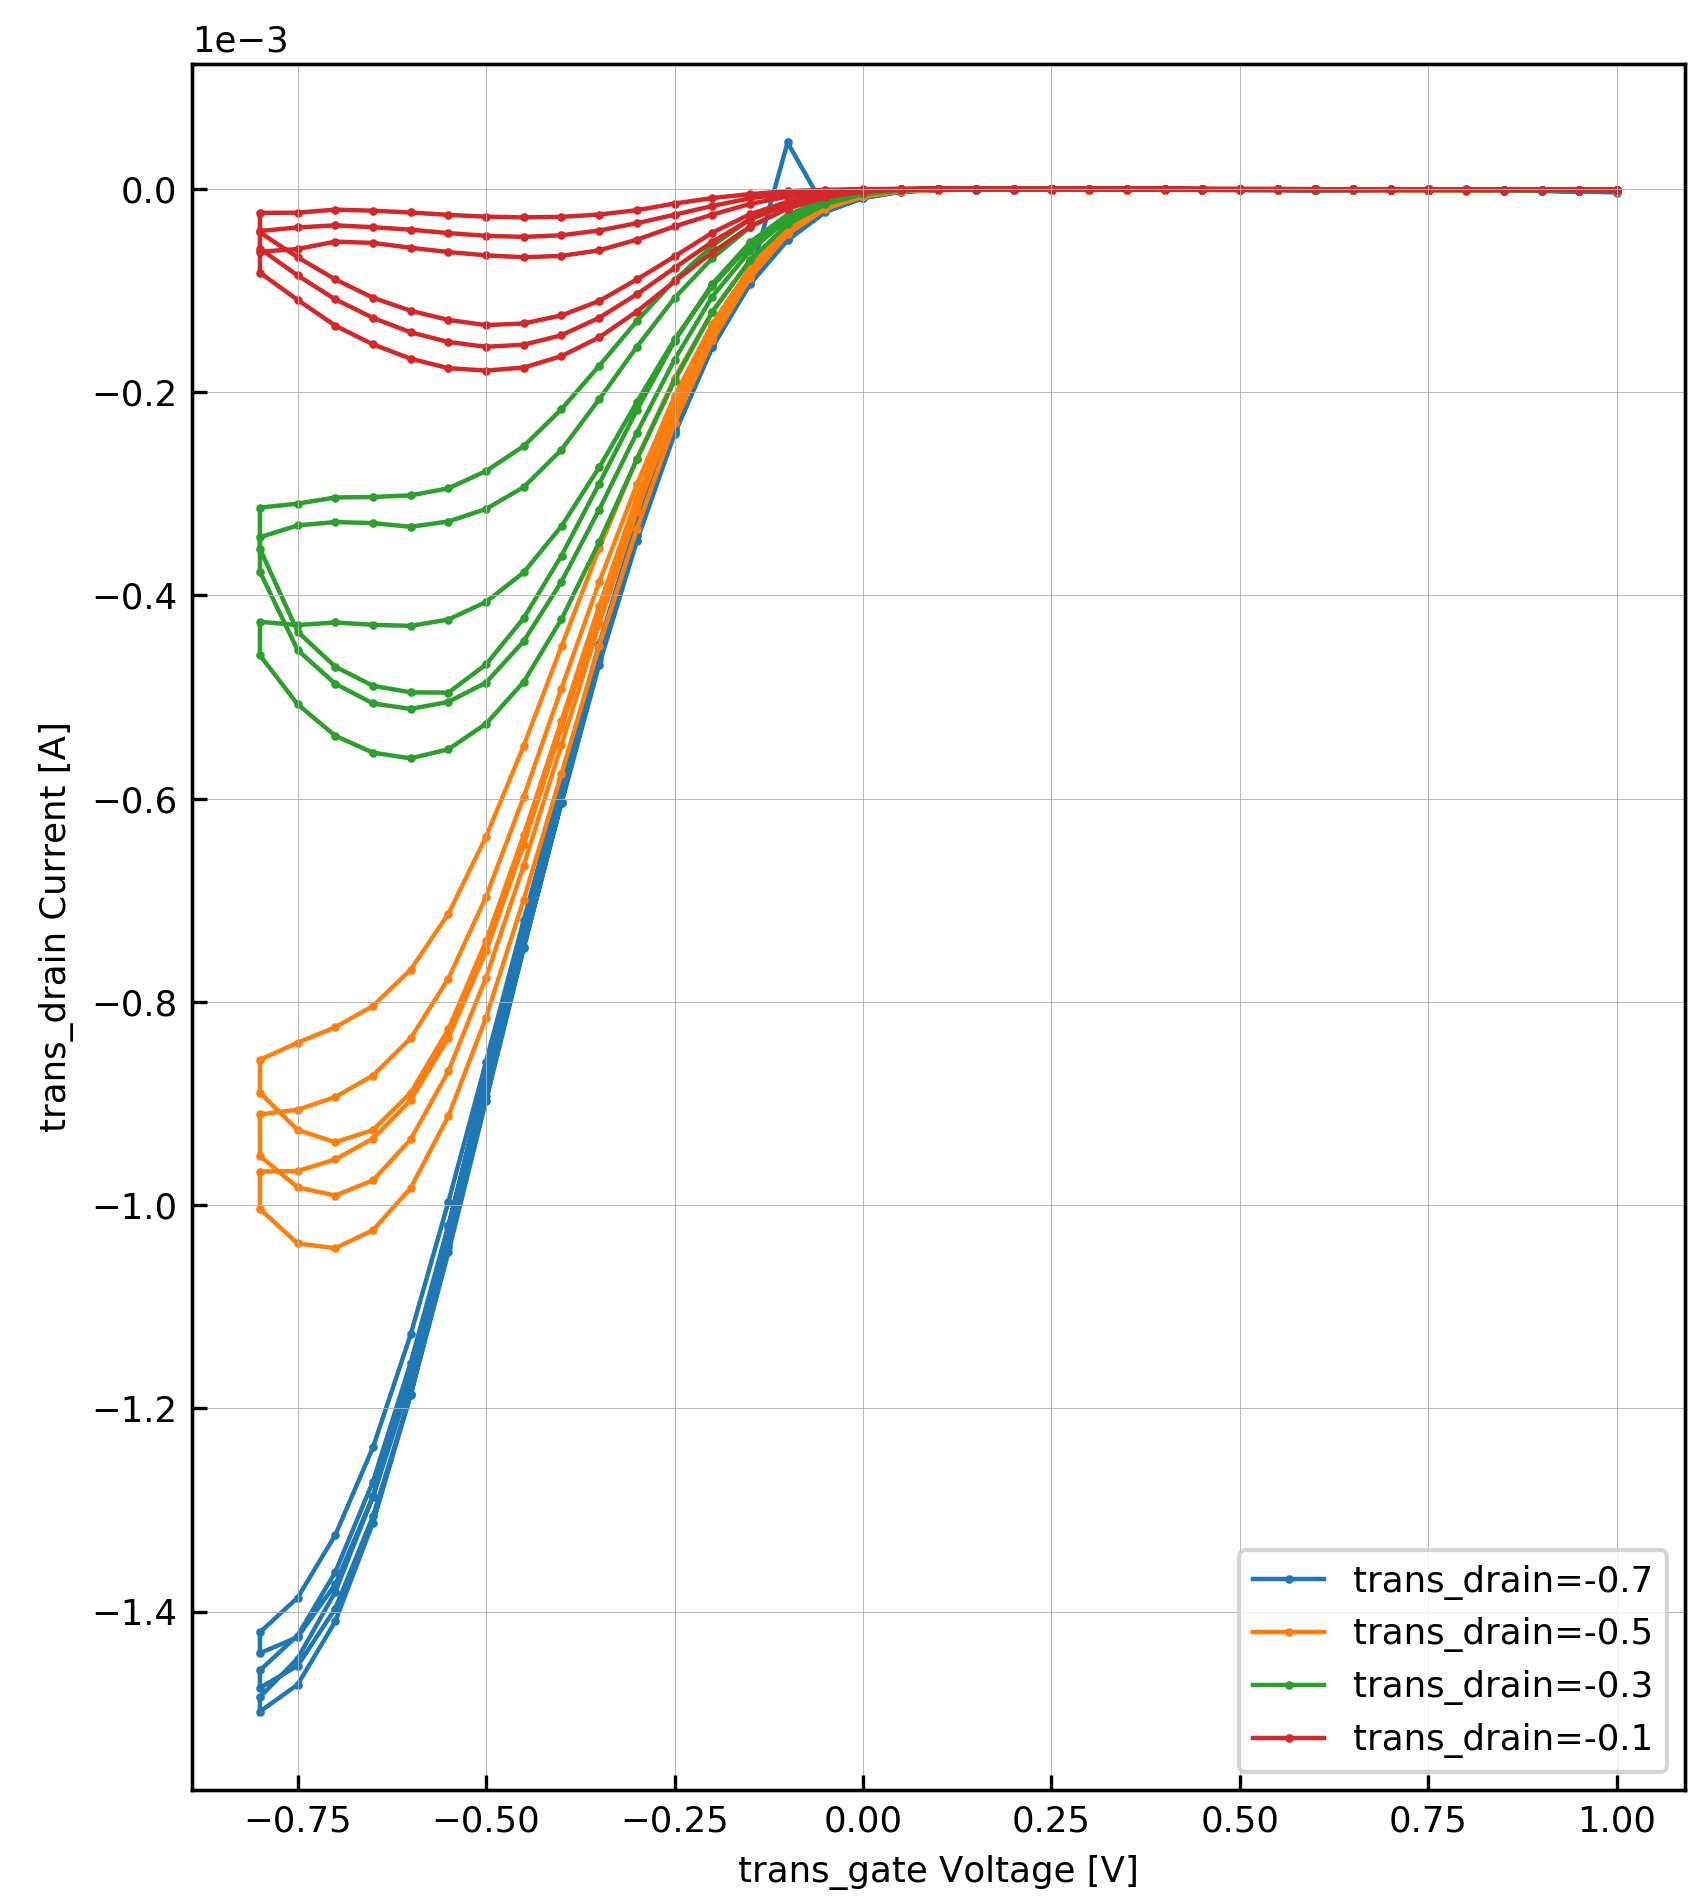 1e−3
0.0
−0.2
−0.4
−0.6
−0.8
−1.0
−1.2
−1.4
trans_drain Current [A]
trans_drain=-0.7
trans_drain=-0.5
trans_drain=-0.3
trans_drain=-0.1
−0.75 −0.50 −0.25 0.00 0.25 0.50 0.75 1.00
trans_gate Voltage [V]